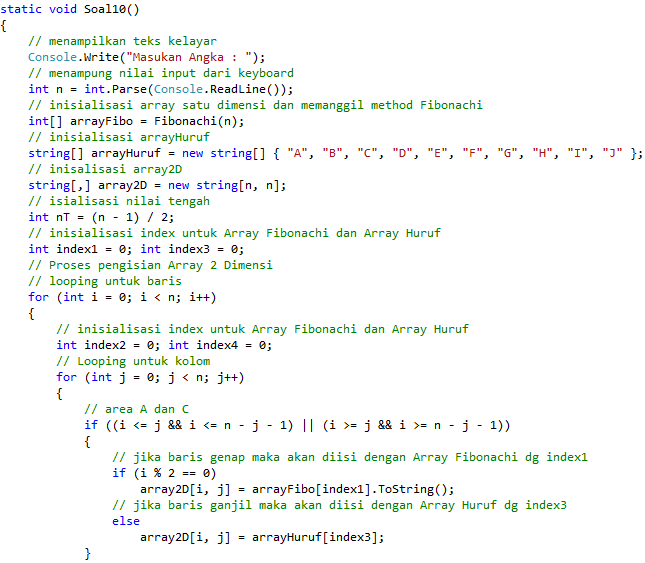 static void Soal10()
{
    // menampilkan teks kelayar
    Console.Write("Masukan Angka : ");
    // menampung nilai input dari keyboard
    int n = int.Parse(Console.ReadLine());
    // inisialisasi array satu dimensi dan memanggil method Fibonachi
    int[] arrayFibo = Fibonachi(n);
    // inisialisasi arrayHuruf
    string[] arrayHuruf = new string[] { "A", "B", "C", "D", "E", "F", "G", "H", "I", "J" };
    // inisalisasi array2D
    string[,] array2D = new string[n, n];
    // isialisasi nilai tengah
    int nT = (n - 1) / 2;
    // inisialisasi index untuk Array Fibonachi dan Array Huruf
    int index1 = 0; int index3 = 0;
    // Proses pengisian Array 2 Dimensi
    // looping untuk baris
    for (int i = 0; i < n; i++)
    {
        // inisialisasi index untuk Array Fibonachi dan Array Huruf
        int index2 = 0; int index4 = 0;
        // Looping untuk kolom
        for (int j = 0; j < n; j++)
        {
            // area A dan C
            if ((i <= j && i <= n - j - 1) || (i >= j && i >= n - j - 1))
            {
                // jika baris genap maka akan diisi dengan Array Fibonachi dg index1
                if (i % 2 == 0)
                    array2D[i, j] = arrayFibo[index1].ToString();
                // jika baris ganjil maka akan diisi dengan Array Huruf dg index3
                else
                    array2D[i, j] = arrayHuruf[index3];
            }